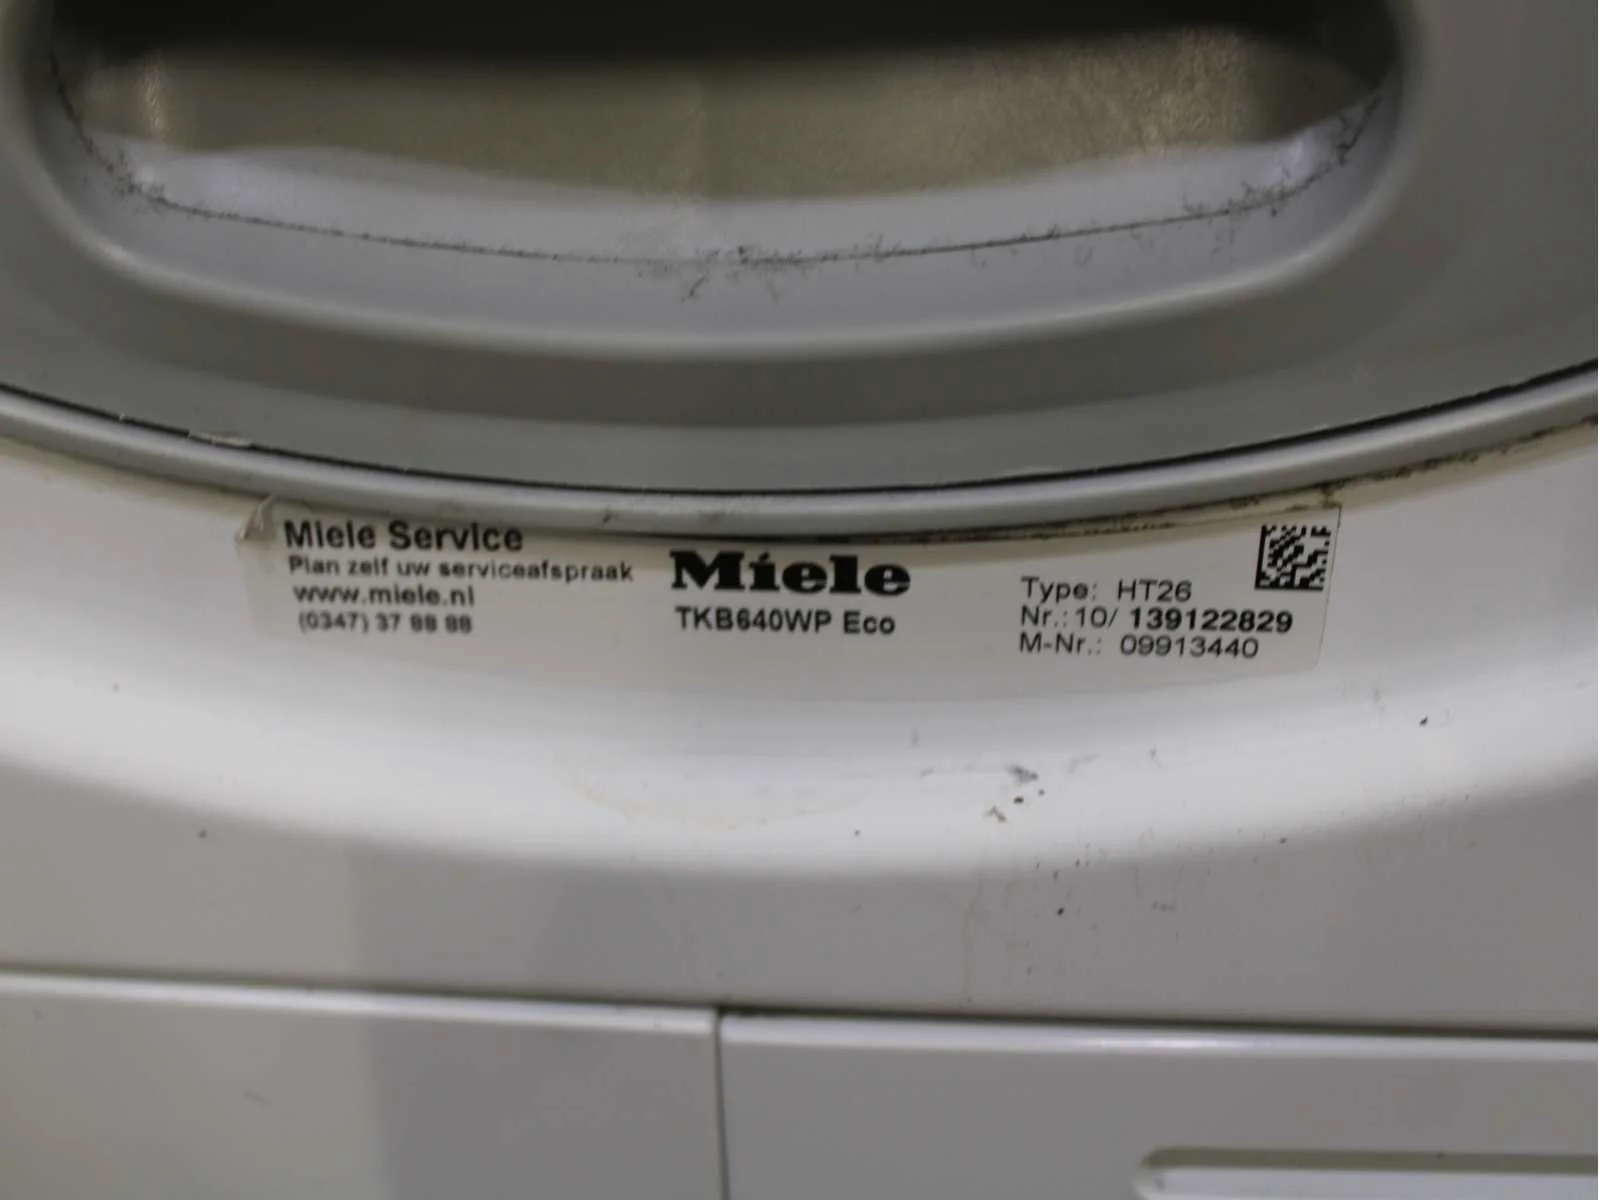 Miele Service
Plan zelf uw serviceafspraak
www.miele.nl
(0347) 37 88 88
Miele
TKB640WP Eco
Type: HT26
Nr.: 10/ 139122829
M-Nr.: 09913440